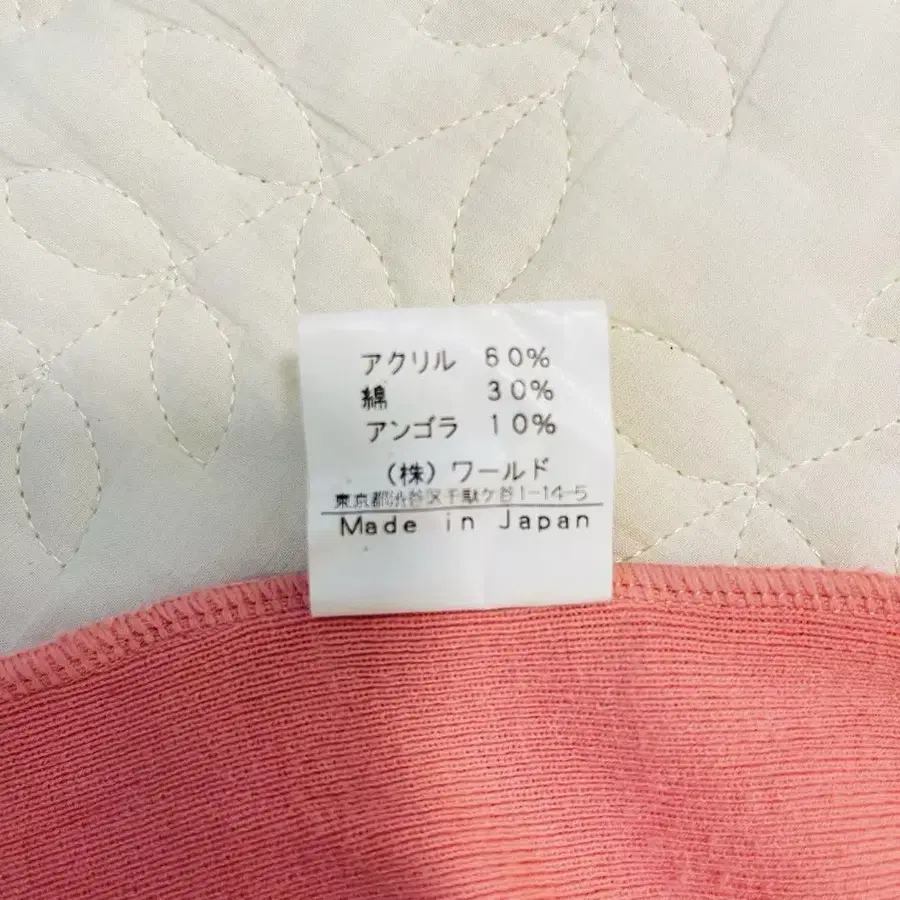 アクリル 60%
綿 30%
アンゴラ 10%
(株)ワールド
東京都渋谷区千駄ケ谷1-14-5
Made in Japan